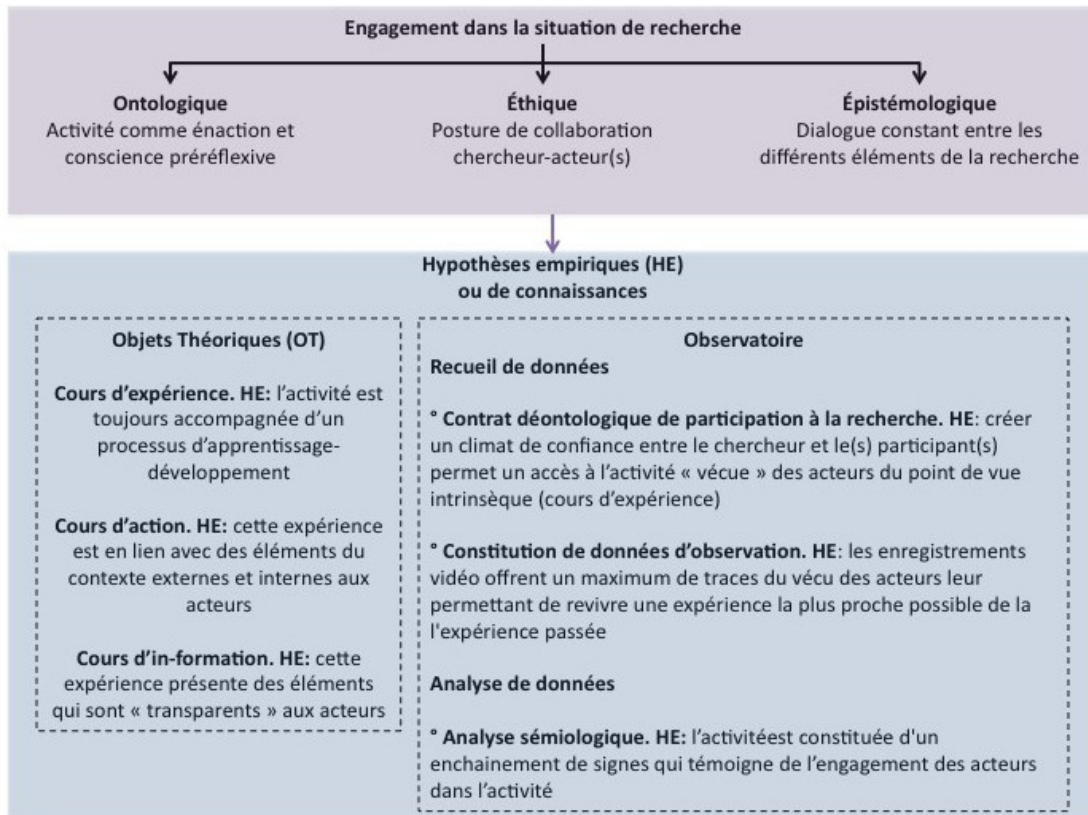 Engagement dans la situation de recherche
Ontologique
Activité comme énaction et
conscience préréflexive
Éthique
Posture de collaboration
chercheur-acteur(s)
Épistémologique
Dialogue constant entre les
différents éléments de la recherche
Hypothèses empiriques (HE)
ou de connaissances
Objets Théoriques (OT)
Cours d’expérience. HE: l’activité est
toujours accompagnée d’un
processus d’apprentissage-
développement
Cours d’action. HE: cette expérience
est en lien avec des éléments du
contexte externes et internes aux
acteurs
Cours d’in-formation. HE: cette
expérience présente des éléments
qui sont « transparents » aux acteurs
Observatoire
Recueil de données
° Contrat déontologique de participation à la recherche. HE: créer
un climat de confiance entre le chercheur et le(s) participant(s)
permet un accès à l’activité « vécue » des acteurs du point de vue
intrinsèque (cours d’expérience)
° Constitution de données d’observation. HE: les enregistrements
vidéo offrent un maximum de traces du vécu des acteurs leur
permettant de revivre une expérience la plus proche possible de la
l'expérience passée
Analyse de données
° Analyse sémiologique. HE: l’activitéest constituée d'un
enchainement de signes qui témoigne de l’engagement des acteurs
dans l’activité